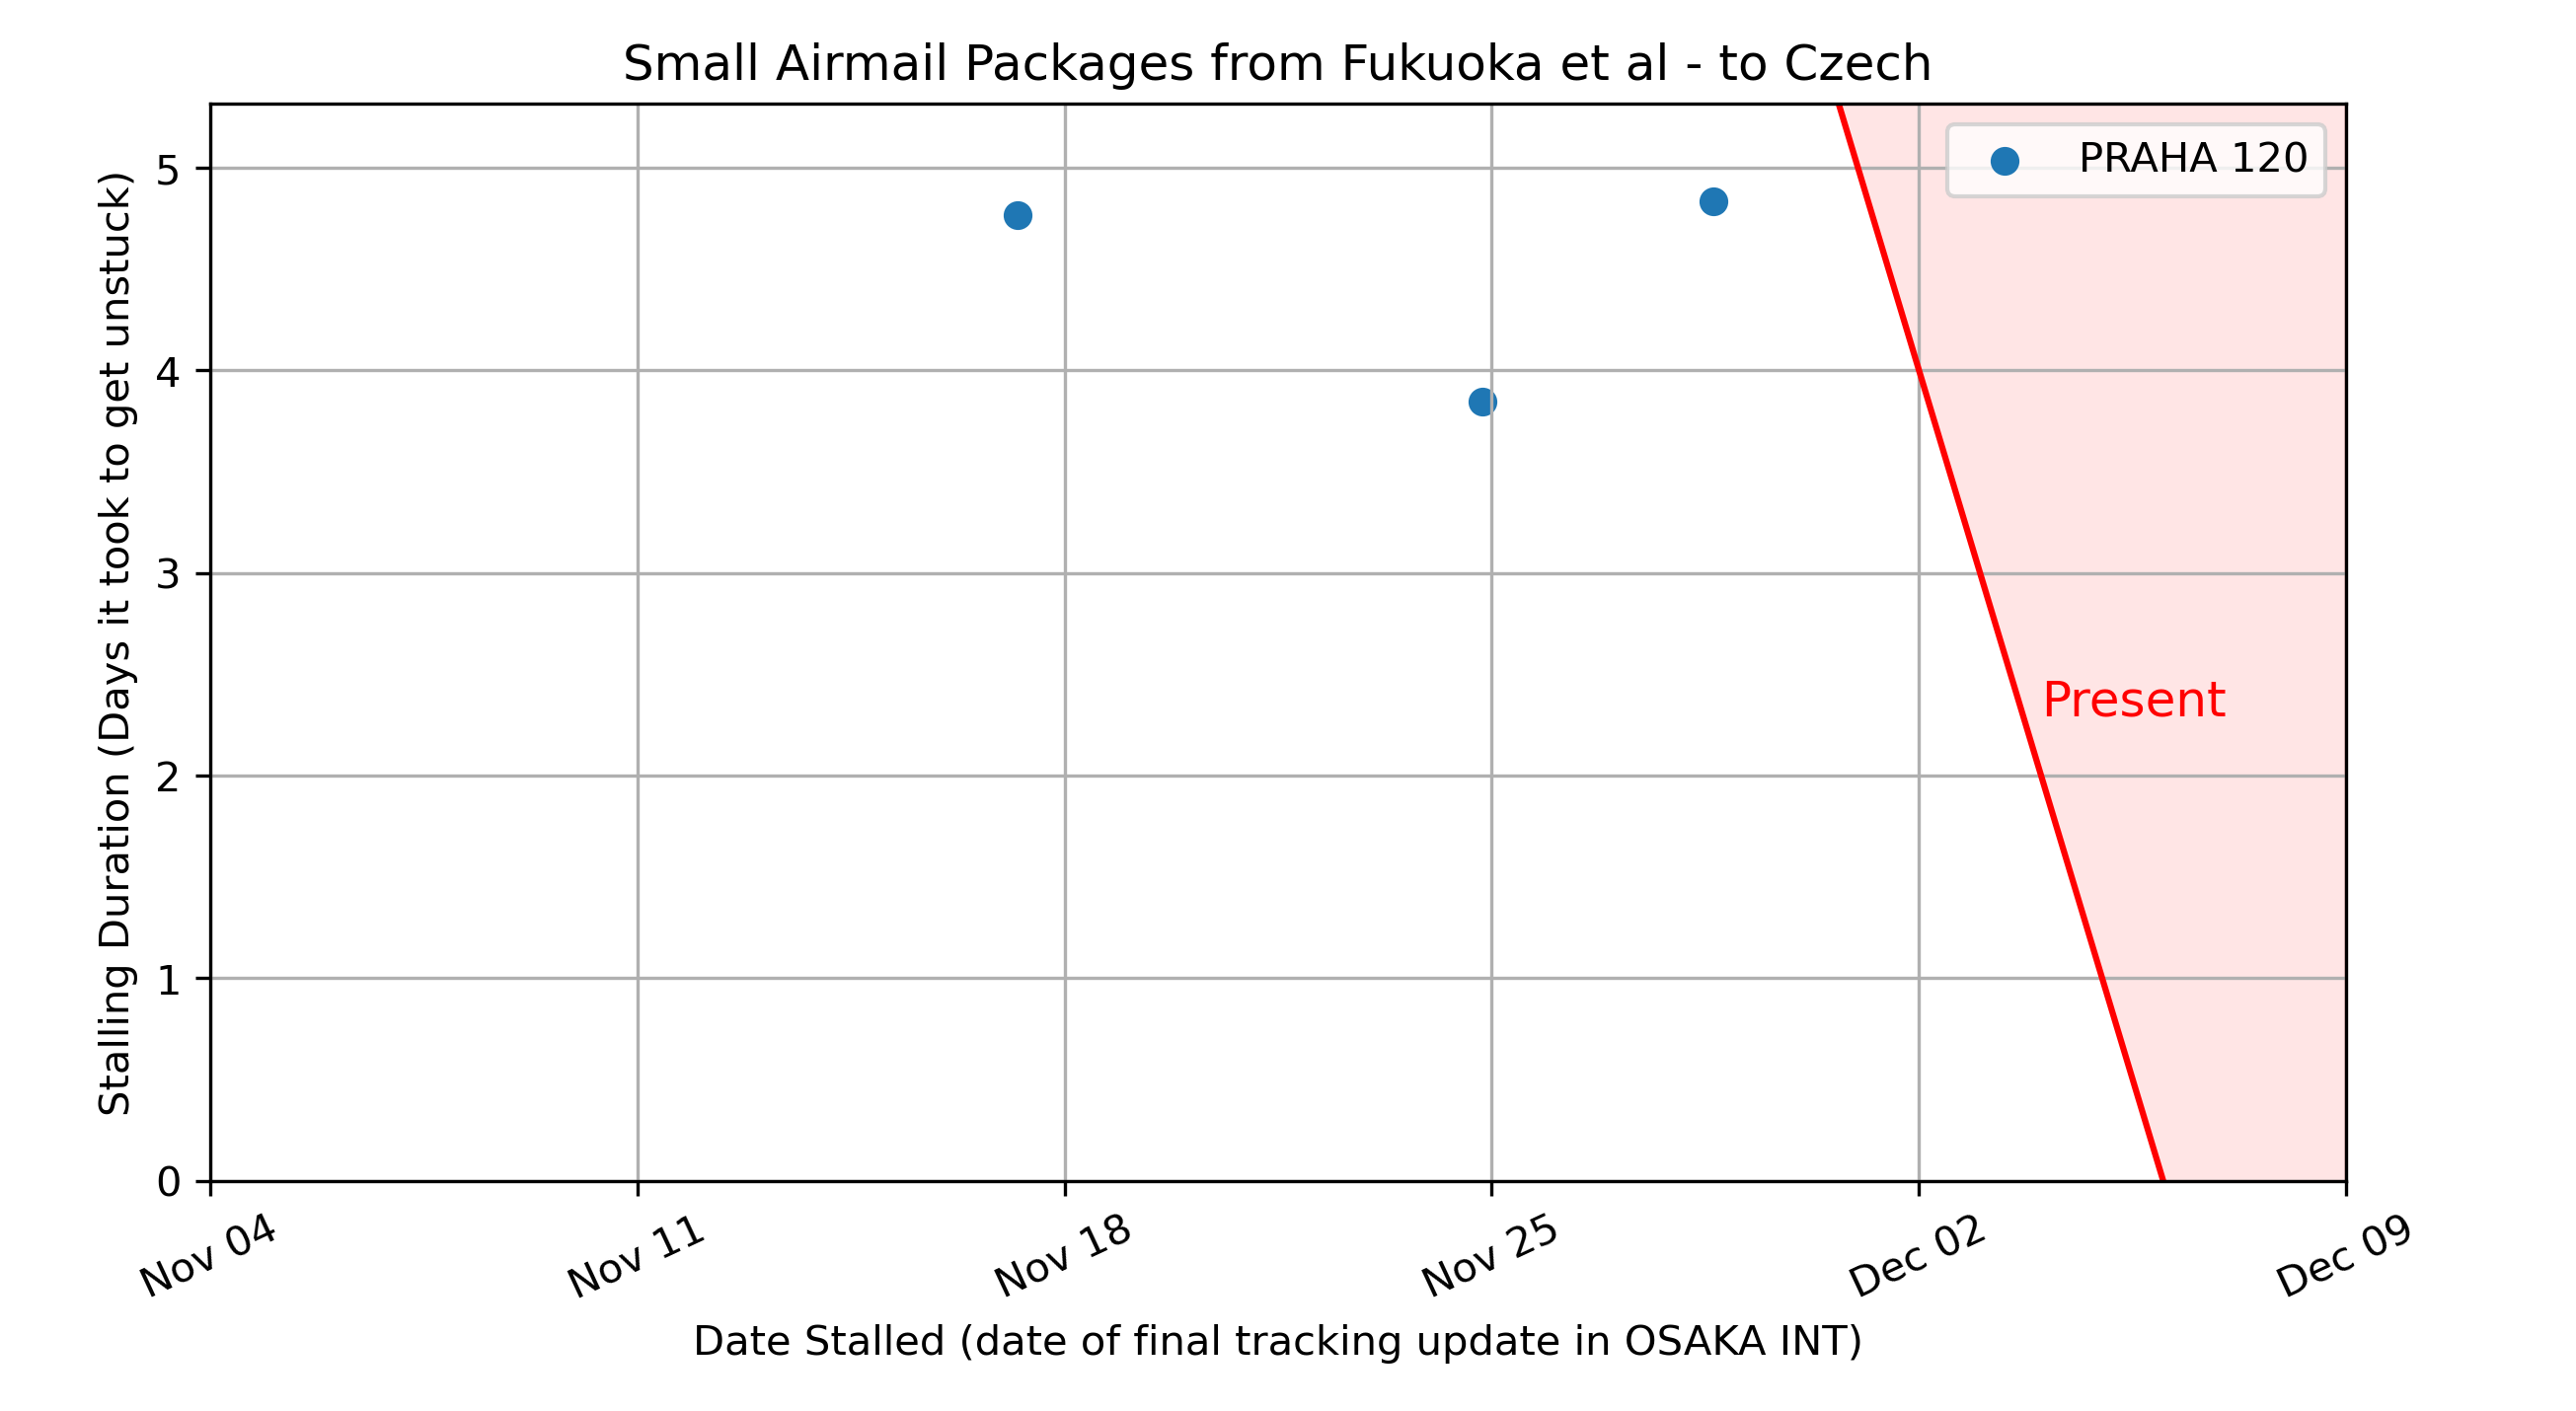 Small Airmail Packages from Fukuoka et al - to Czech
PRAHA 120
Stalling Duration (Days it took to get unstuck)
5
4
3
2
1
0
Present
Nov 04
Nov 11
Nov 18
Nov 25
Dec 02
Dec 09
Date Stalled (date of final tracking update in OSAKA INT)